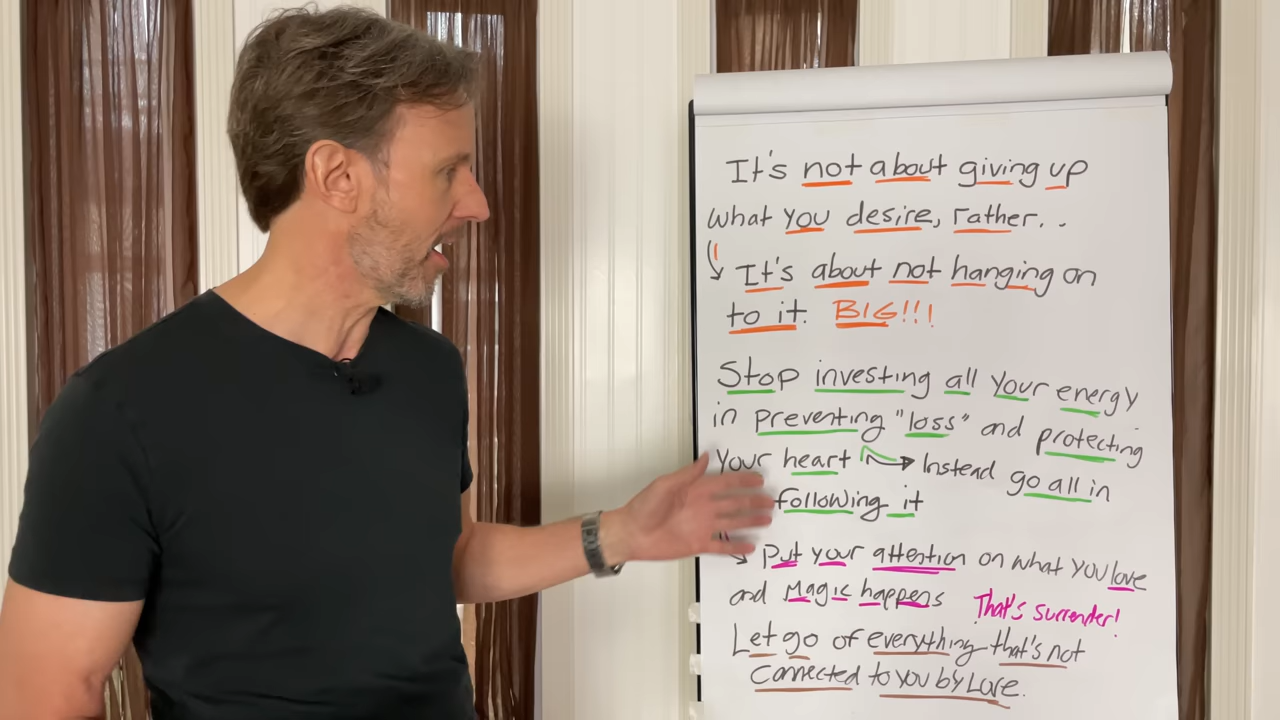 It's not about giving up
what you desire, rather. . .
It's about not hanging on
to it. BIG!!!
Stop investing all your energy
in preventing "loss" and protecting
your heart → Instead go all in
following it
Put your attention on what you love
and magic happens That's surrender!
Let go of everything that's not
connected to you by Love.